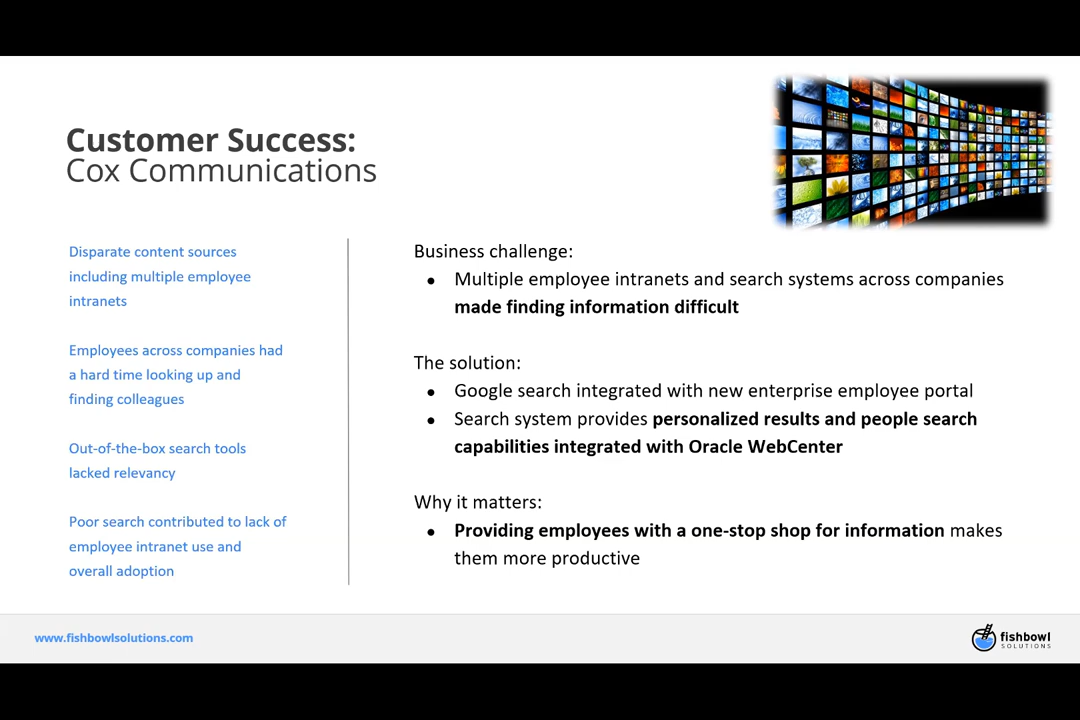 Customer Success:
Cox Communications
Disparate content sources
including multiple employee
intranets
Employees across companies had
a hard time looking up and
finding colleagues
Out-of-the-box search tools
lacked relevancy
Poor search contributed to lack of
employee intranet use and
overall adoption
Business challenge:
● Multiple employee intranets and search systems across companies
made finding information difficult
The solution:
● Google search integrated with new enterprise employee portal
● Search system provides personalized results and people search
capabilities integrated with Oracle WebCenter
Why it matters:
● Providing employees with a one-stop shop for information makes
them more productive
www.fishbowlsolutions.com
fishbowl
SOLUTIONS